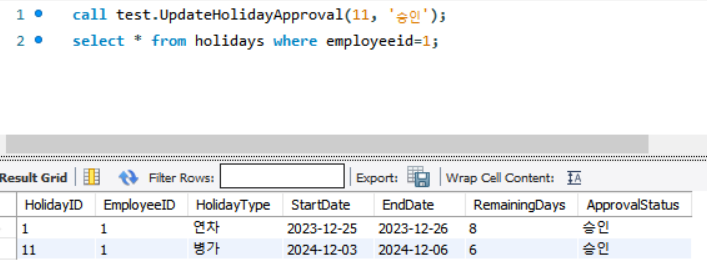 1 call test.UpdateHolidayApproval(11, '승인');
2 select * from holidays where employeeid=1;
Result Grid Filter Rows: Export: Wrap Cell Content:
HolidayID EmployeeID HolidayType StartDate EndDate RemainingDays ApprovalStatus
1 1 연차 2023-12-25 2023-12-26 8 승인
11 1 병가 2024-12-03 2024-12-06 6 승인